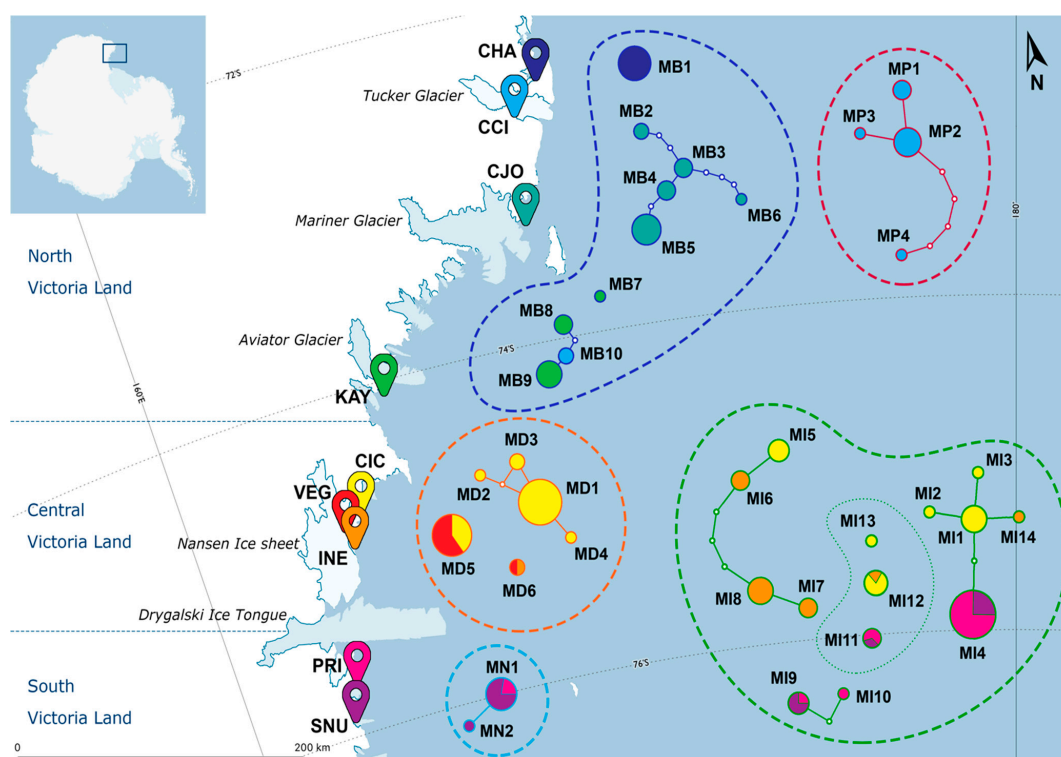 72'S
CHA
Tucker Glacier
CCI
CJO
Mariner Glacier
North
Victoria Land
Aviator Glacier
74'S
KAY
160'E
CIC
VEG
Central
Victoria Land
Nansen Ice sheet
INE
Drygalski Ice Tongue
PRI
South
Victoria Land
SNU
0
200 km
76'S
180'
N
MB1
MB2
MB3
MB4
MB5
MB6
MB7
MB8
MB10
MB9
MP1
MP3
MP2
MP4
MD3
MD2
MD1
MD4
MD5
MD6
MN1
MN2
MI5
MI6
MI3
MI2
MI1
MI14
MI13
MI12
MI7
MI8
MI11
MI4
MI9
MI10